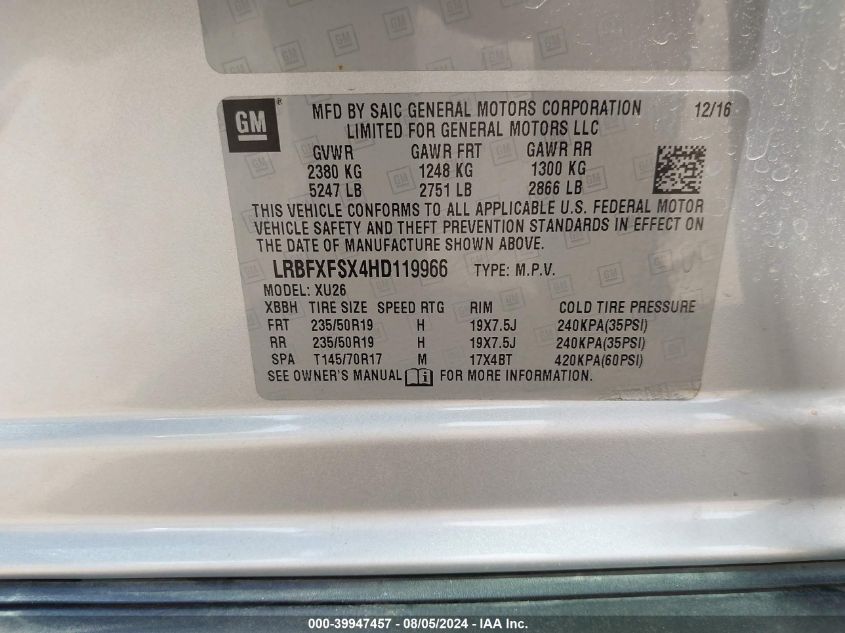 GM
MFD BY SAIC GENERAL MOTORS CORPORATION 12/16
LIMITED FOR GENERAL MOTORS LLC
GVWR GAWR FRT GAWR RR
2380 KG 1248 KG 1300 KG
5247 LB 2751 LB 2866 LB
THIS VEHICLE CONFORMS TO ALL APPLICABLE U.S. FEDERAL MOTOR
VEHICLE SAFETY AND THEFT PREVENTION STANDARDS IN EFFECT ON
THE DATE OF MANUFACTURE SHOWN ABOVE.
LRBFXFSX4HD119966 TYPE: M.P.V.
MODEL: XU26
XBBH TIRE SIZE SPEED RTG RIM COLD TIRE PRESSURE
FRT 235/50R19 H 19X7.5J 240KPA(35PSI)
RR 235/50R19 H 19X7.5J 240KPA(35PSI)
SPA T145/70R17 M 17X4BT 420KPA(60PSI)
SEE OWNER'S MANUAL i FOR MORE INFORMATION.
000-39947457 - 08/05/2024 - IAA Inc.